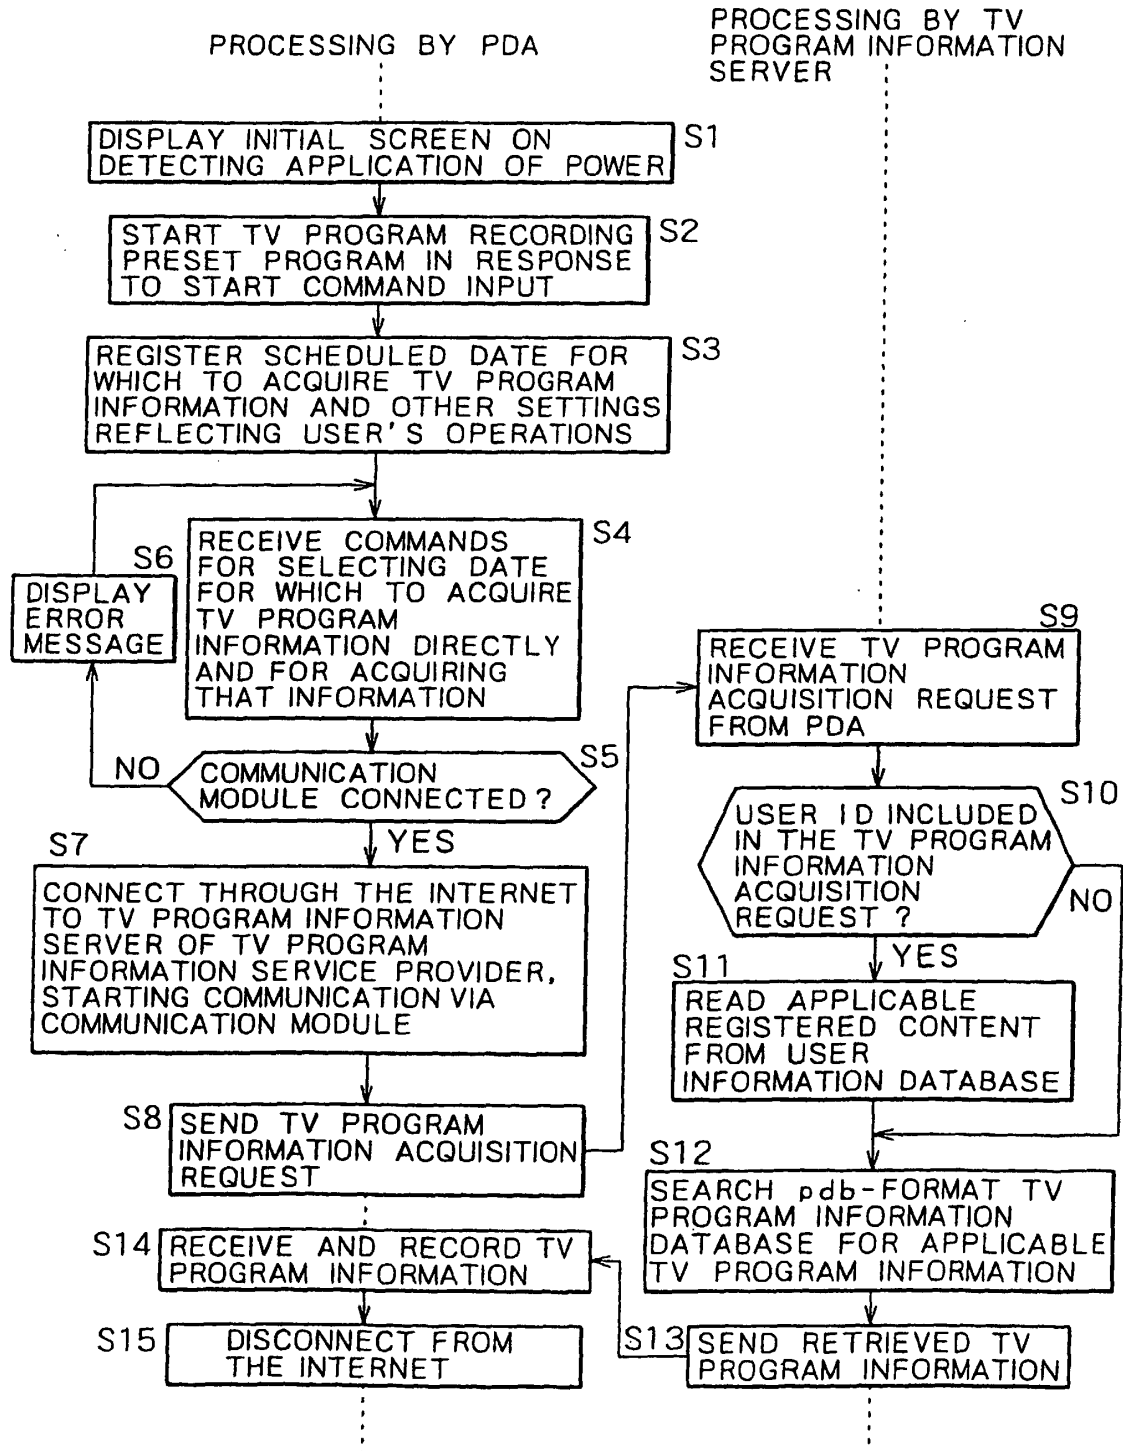 PROCESSING BY PDA
PROCESSING BY TV
PROGRAM INFORMATION
SERVER
DISPLAY INITIAL SCREEN ON
DETECTING APPLICATION OF POWER
S1
START TV PROGRAM RECORDING
PRESET PROGRAM IN RESPONSE
TO START COMMAND INPUT
S2
REGISTER SCHEDULED DATE FOR
WHICH TO ACQUIRE TV PROGRAM
INFORMATION AND OTHER SETTINGS
REFLECTING USER'S OPERATIONS
S3
S4
RECEIVE COMMANDS
FOR SELECTING DATE
FOR WHICH TO ACQUIRE
TV PROGRAM
INFORMATION DIRECTLY
AND FOR ACQUIRING
THAT INFORMATION
S6
DISPLAY
ERROR
MESSAGE
S5
COMMUNICATION
MODULE CONNECTED?
NO
YES
S7
CONNECT THROUGH THE INTERNET
TO TV PROGRAM INFORMATION
SERVER OF TV PROGRAM
INFORMATION SERVICE PROVIDER,
STARTING COMMUNICATION VIA
COMMUNICATION MODULE
S8
SEND TV PROGRAM
INFORMATION ACQUISITION
REQUEST
S9
RECEIVE TV PROGRAM
INFORMATION
ACQUISITION REQUEST
FROM PDA
S10
USER ID INCLUDED
IN THE TV PROGRAM
INFORMATION
ACQUISITION
REQUEST ?
NO
YES
S11
READ APPLICABLE
REGISTERED CONTENT
FROM USER
INFORMATION DATABASE
S12
SEARCH pdb-FORMAT TV
PROGRAM INFORMATION
DATABASE FOR APPLICABLE
TV PROGRAM INFORMATION
S13
SEND RETRIEVED TV
PROGRAM INFORMATION
S14
RECEIVE AND RECORD TV
PROGRAM INFORMATION
S15
DISCONNECT FROM
THE INTERNET